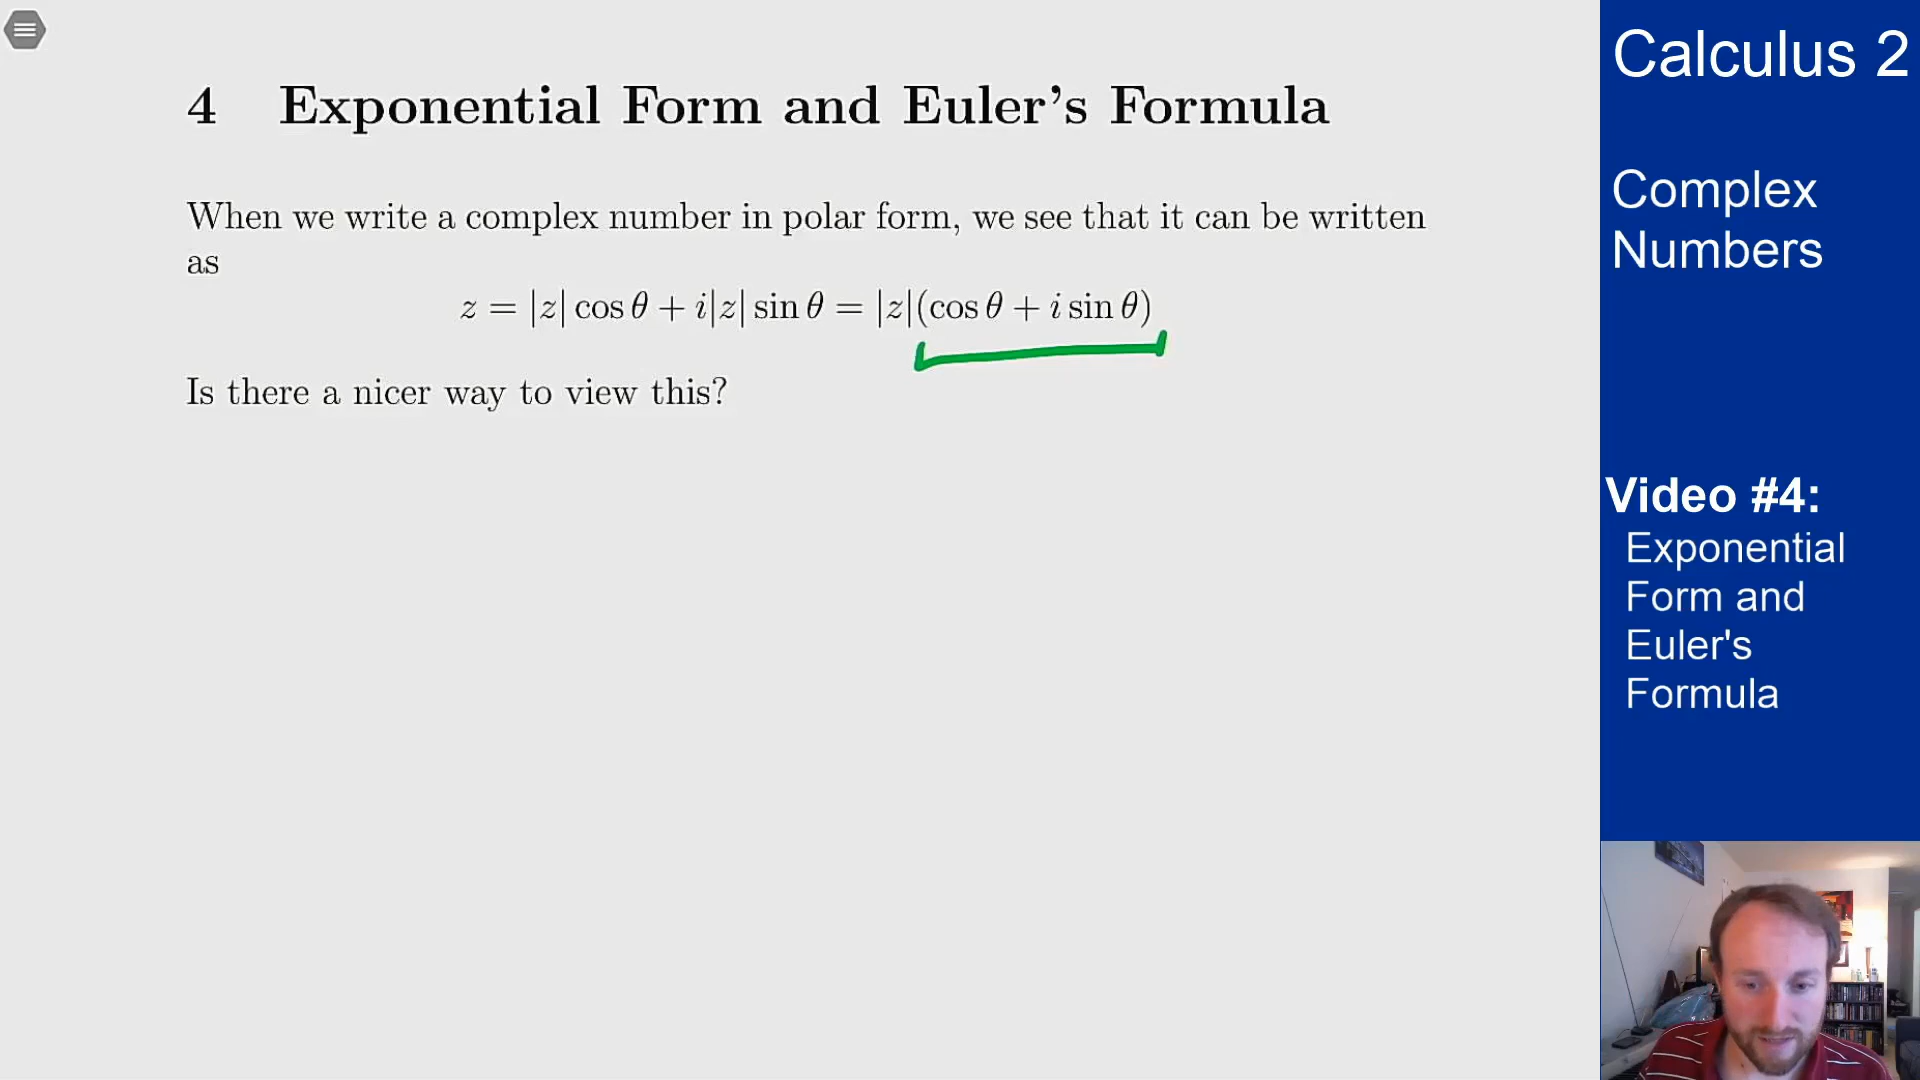 4 Exponential Form and Euler's Formula
When we write a complex number in polar form, we see that it can be written
as
z = |z| cos θ + i|z| sin θ = |z|(cos θ + i sin θ)
Is there a nicer way to view this?
Calculus 2
Complex
Numbers
Video #4:
Exponential
Form and
Euler's
Formula